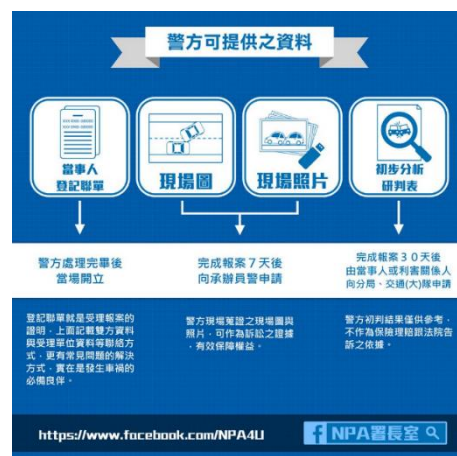 警方可提供之資料
當事人
登記聯單
現場圖
現場照片
初步分析
研判表
警方處理完畢後
當場開立
完成報案7天後
向承辦員警申請
完成報案30天後
由當事人或利害關係人
向分局、交通(大)隊申請
登記聯單就是受理報案的
證明，上面記載雙方資料
與受理單位資料等聯絡方
式，更有常見問題的解決
方式，實在是發生車禍的
必備良伴。
警方現場蒐證之現場圖與
照片，可作為訴訟之證據
，有效保障權益。
警方初判結果僅供參考，
不作為保險理賠跟法院告
訴之依據。
https://www.facebook.com/NPA4U
NPA署長室